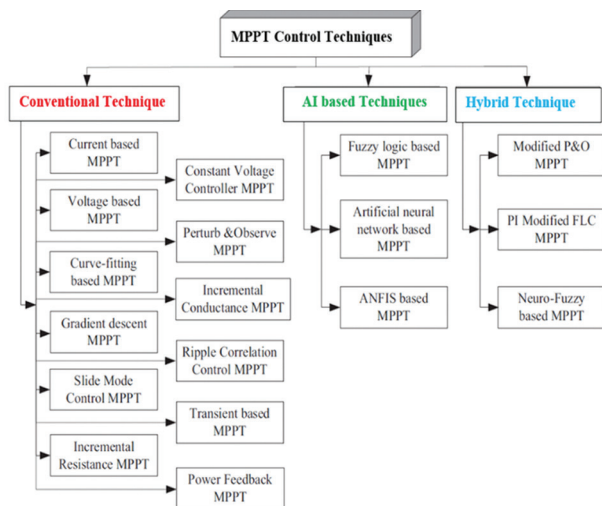 MPPT Control Techniques
Conventional Technique
Current based
MPPT
Constant Voltage
Controller MPPT
Voltage based
MPPT
Perturb &Observe
MPPT
Curve-fitting
based MPPT
Incremental
Conductance MPPT
Gradient descent
MPPT
Ripple Correlation
Control MPPT
Slide Mode
Control MPPT
Transient based
MPPT
Incremental
Resistance MPPT
Power Feedback
MPPT
AI based Techniques
Fuzzy logic based
MPPT
Artificial neural
network based
MPPT
ANFIS based
MPPT
Hybrid Technique
Modified P&O
MPPT
PI Modified FLC
MPPT
Neuro-Fuzzy
based MPPT